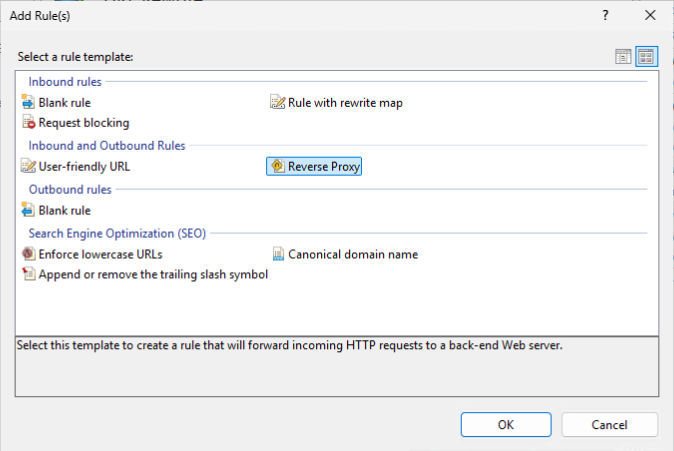 Add Rule(s)
?
Select a rule template:
Inbound rules
Blank rule Rule with rewrite map
Request blocking
Inbound and Outbound Rules
User-friendly URL Reverse Proxy
Outbound rules
Blank rule
Search Engine Optimization (SEO)
Enforce lowercase URLs Canonical domain name
Append or remove the trailing slash symbol
Select this template to create a rule that will forward incoming HTTP requests to a back-end Web server.
OK Cancel